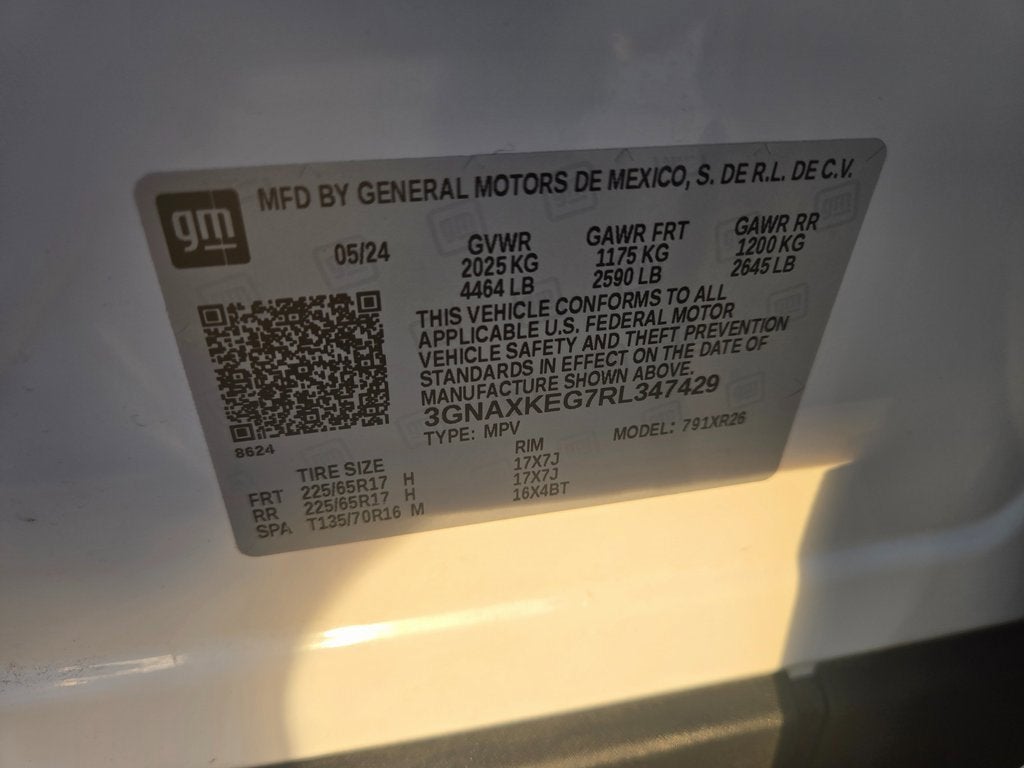 gm
MFD BY GENERAL MOTORS DE MEXICO, S. DE R.L. DE C.V.
05/24 GVWR GAWR FRT GAWR RR
2025 KG 1175 KG 1200 KG
4464 LB 2590 LB 2645 LB
THIS VEHICLE CONFORMS TO ALL
APPLICABLE U.S. FEDERAL MOTOR
VEHICLE SAFETY AND THEFT PREVENTION
STANDARDS IN EFFECT ON THE DATE OF
MANUFACTURE SHOWN ABOVE.
3GNAXKEG7RL347429
8624
TYPE: MPV MODEL: 791XR26
TIRE SIZE RIM
FRT 225/65R17 H 17X7J
RR 225/65R17 H 17X7J
SPA T135/70R16 M 16X4BT